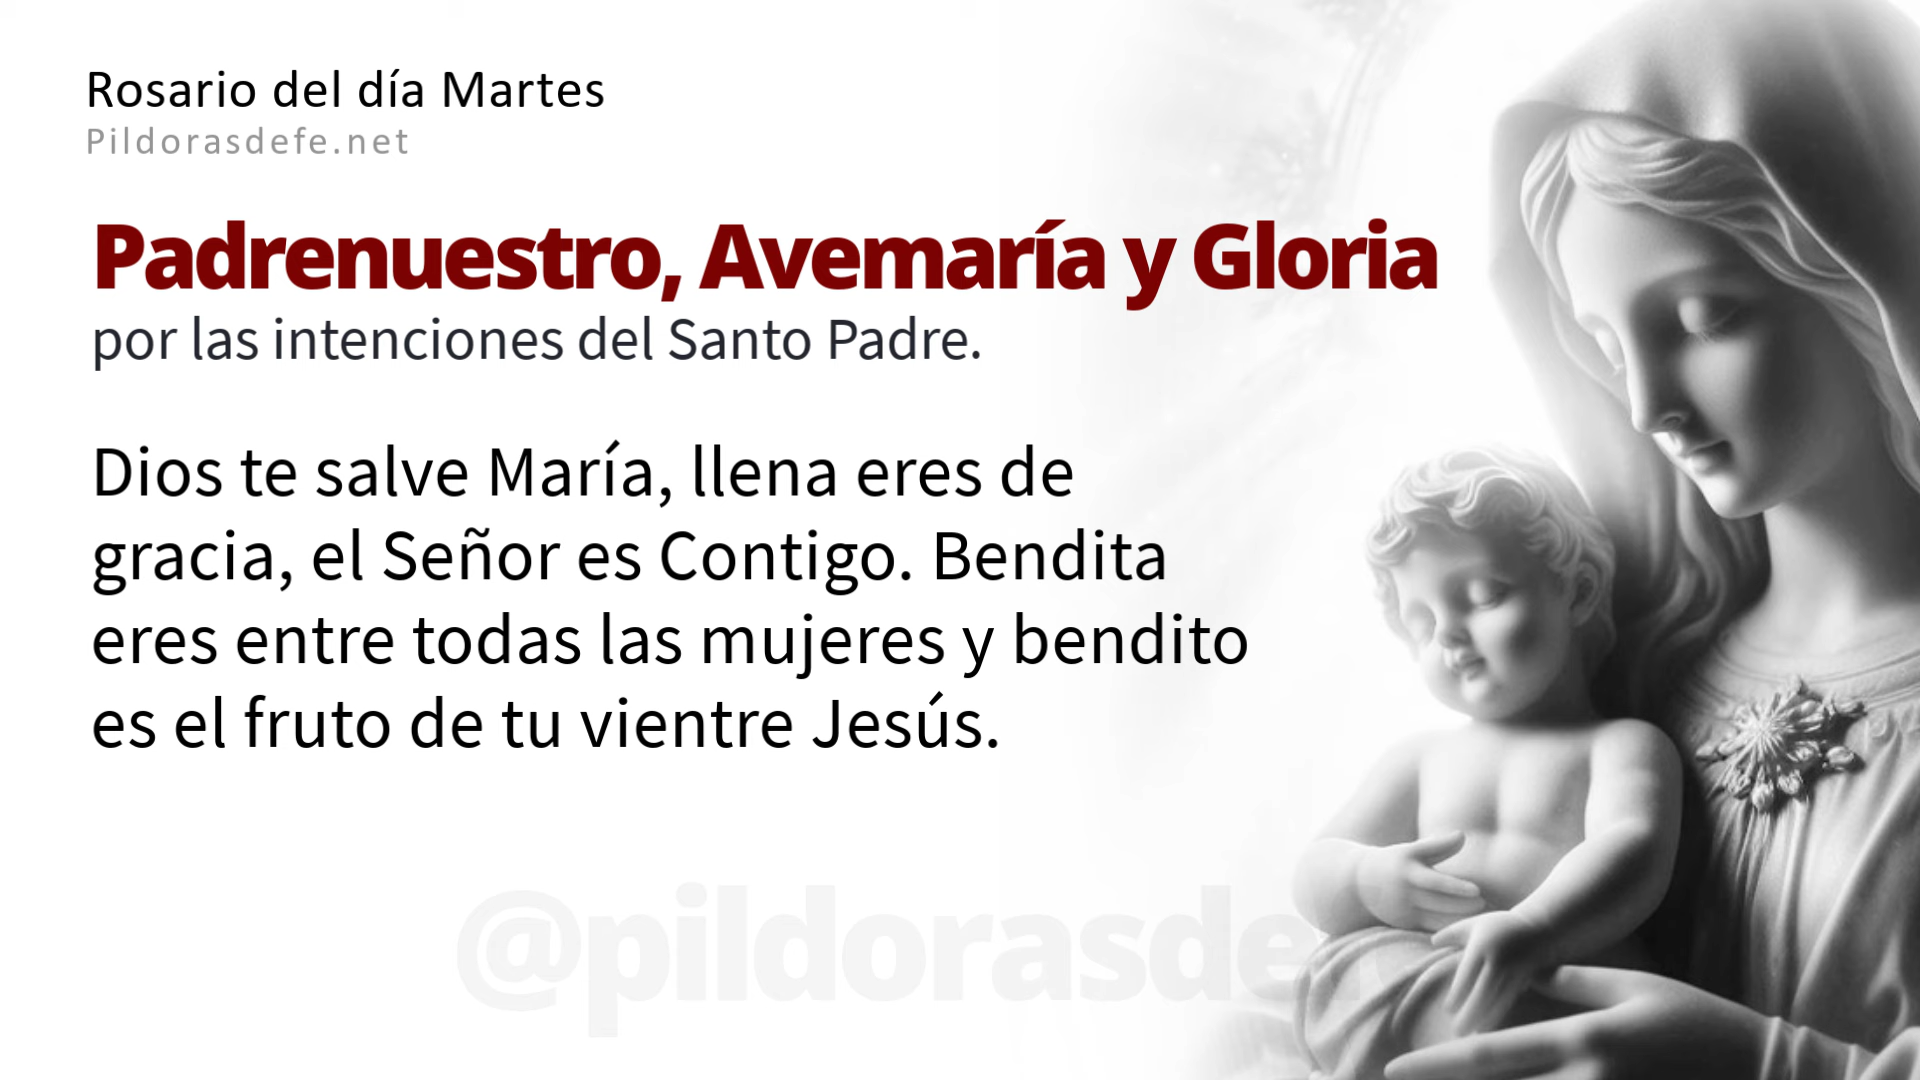 Rosario del día Martes
Pildorasdefe.net
Padrenuestro, Avemaría y Gloria
por las intenciones del Santo Padre.
Dios te salve María, llena eres de
gracia, el Señor es Contigo. Bendita
eres entre todas las mujeres y bendito
es el fruto de tu vientre Jesús.
@pildorasdefe